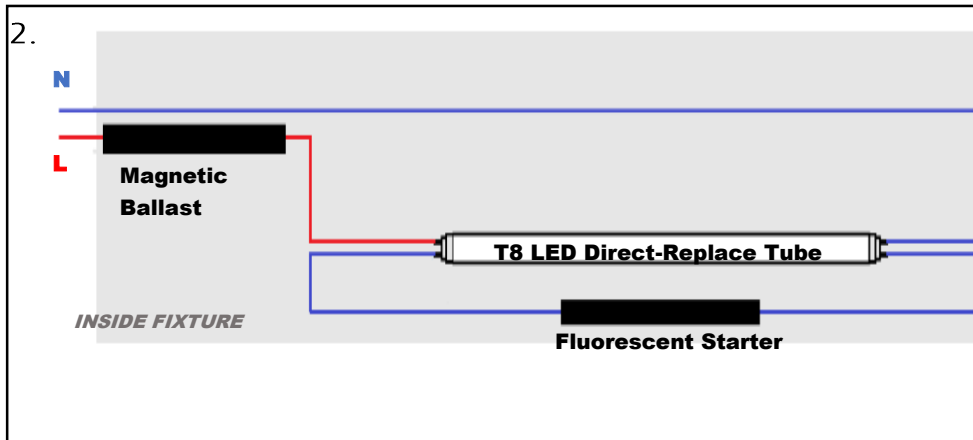 2.
N
L
Magnetic
Ballast
T8 LED Direct-Replace Tube
INSIDE FIXTURE
Fluorescent Starter